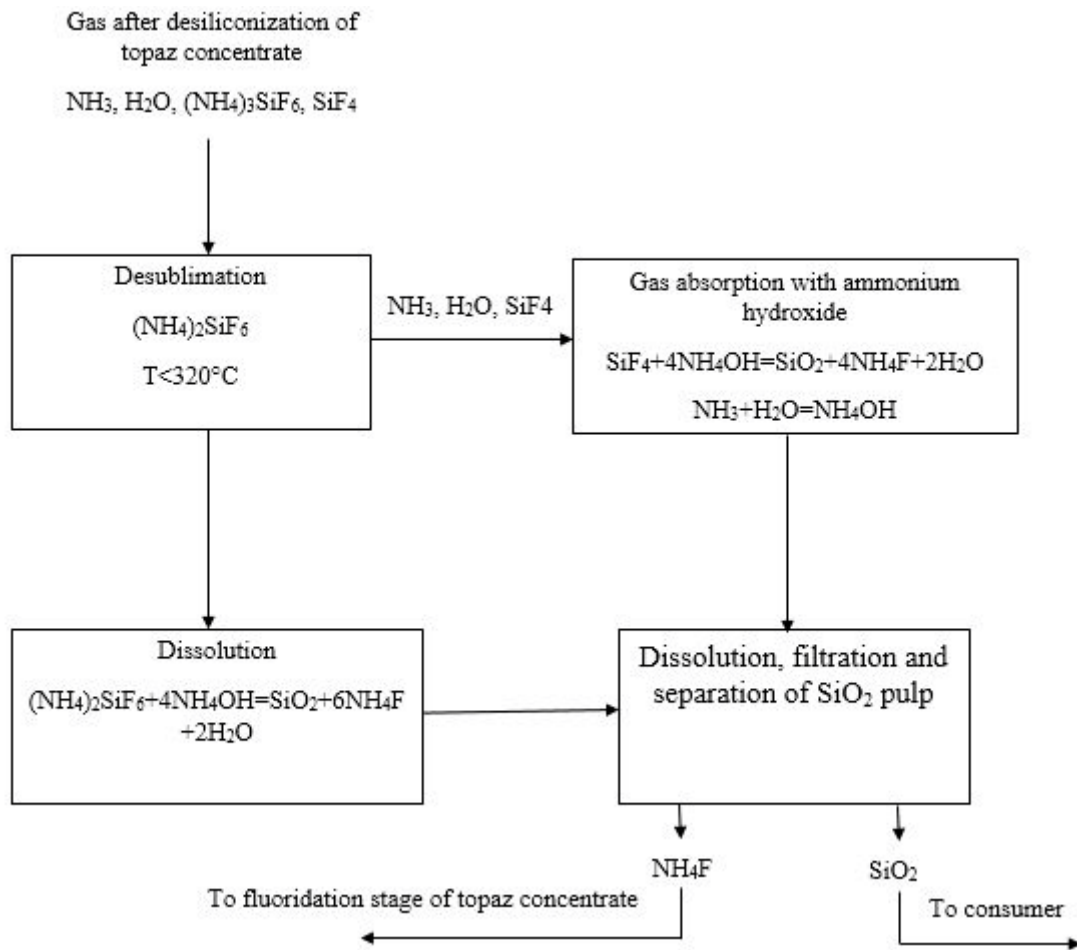 Gas after desiliconization of
topaz concentrate
NH₃, H₂O, (NH₄)₃SiF₆, SiF₄
Desublimation
(NH₄)₂SiF₆
T<320°C
NH₃, H₂O, SiF4
Gas absorption with ammonium
hydroxide
SiF₄+4NH₄OH=SiO₂+4NH₄F+2H₂O
NH₃+H₂O=NH₄OH
Dissolution
(NH₄)₂SiF₆+4NH₄OH=SiO₂+6NH₄F
+2H₂O
Dissolution, filtration and
separation of SiO₂ pulp
NH₄F
SiO₂
To fluoridation stage of topaz concentrate
To consumer